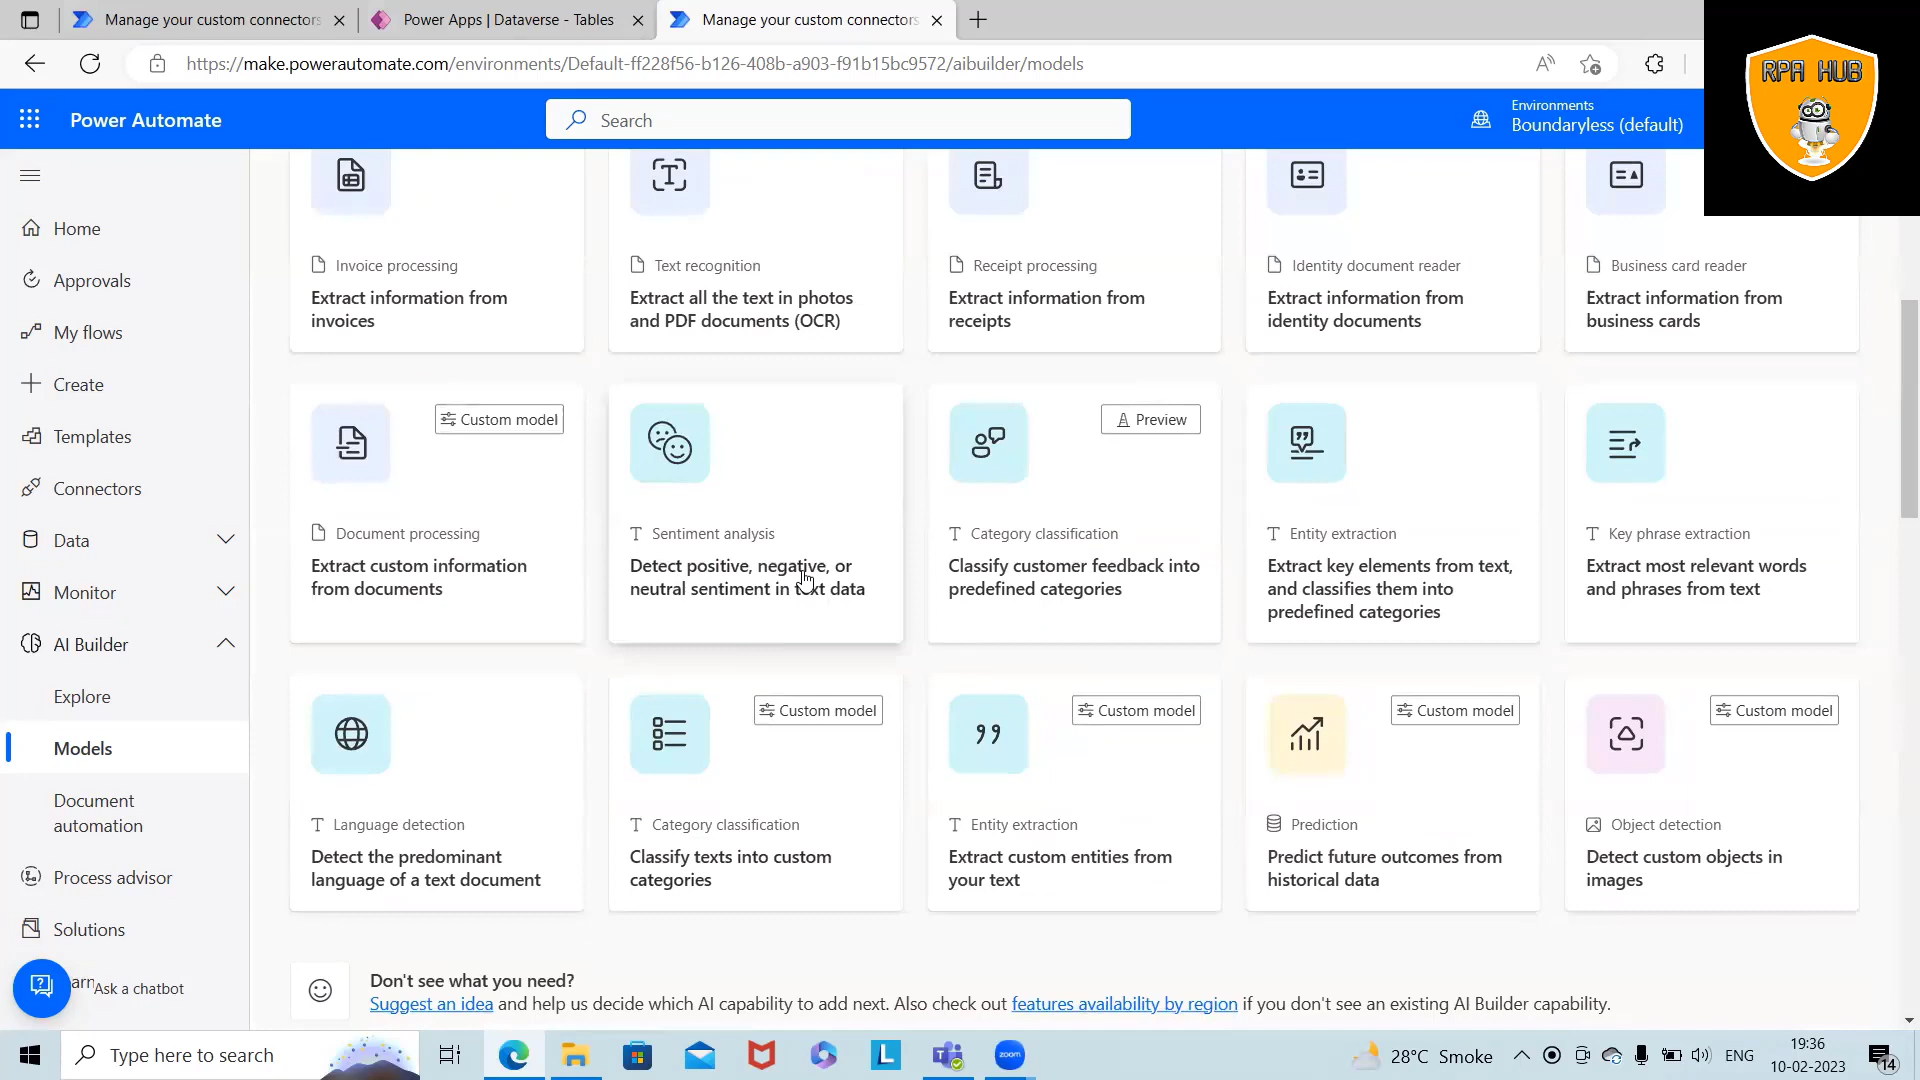 Manage your custom connectors
Power Apps | Dataverse - Tables
Manage your custom connectors
https://make.powerautomate.com/environments/Default-ff228f56-b126-408b-a903-f91b15bc9572/aibuilder/models
RPA HUB
Power Automate
Search
Environments
Boundaryless (default)
Home
Approvals
My flows
Create
Templates
Connectors
Data
Monitor
AI Builder
Explore
Models
Document
automation
Process advisor
Solutions
arn
Ask a chatbot
Invoice processing
Extract information from
invoices
Text recognition
Extract all the text in photos
and PDF documents (OCR)
Receipt processing
Extract information from
receipts
Identity document reader
Extract information from
identity documents
Business card reader
Extract information from
business cards
Custom model
Document processing
Extract custom information
from documents
Sentiment analysis
Detect positive, negative, or
neutral sentiment in text data
Preview
Category classification
Classify customer feedback into
predefined categories
Entity extraction
Extract key elements from text,
and classifies them into
predefined categories
Key phrase extraction
Extract most relevant words
and phrases from text
Language detection
Detect the predominant
language of a text document
Custom model
Category classification
Classify texts into custom
categories
Custom model
Entity extraction
Extract custom entities from
your text
Custom model
Prediction
Predict future outcomes from
historical data
Custom model
Object detection
Detect custom objects in
images
Don't see what you need?
Suggest an idea and help us decide which AI capability to add next. Also check out features availability by region if you don't see an existing AI Builder capability.
Type here to search
zoom
28°C Smoke
ENG
19:36
10-02-2023
14